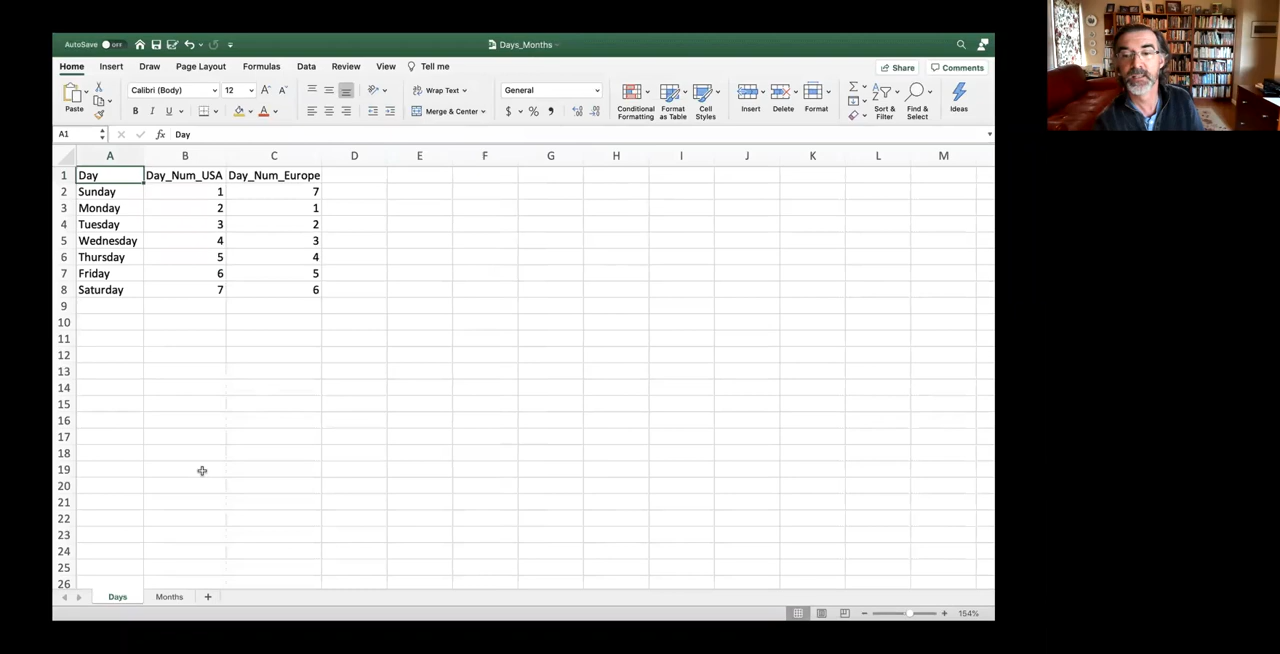 AutoSave OFF Days_Months
Home Insert Draw Page Layout Formulas Data Review View Tell me Share Comments
Calibri (Body) 12 A^ A˅ Wrap Text General
Paste B I U A Merge & Center $ % Conditional Formatting Format as Table Cell Styles Insert Delete Format Sort & Filter Find & Select Ideas
A1 fx Day
A B C D E F G H I J K L M
1 Day Day_Num_USA Day_Num_Europe
2 Sunday 1 7
3 Monday 2 1
4 Tuesday 3 2
5 Wednesday 4 3
6 Thursday 5 4
7 Friday 6 5
8 Saturday 7 6
9
10
11
12
13
14
15
16
17
18
19
20
21
22
23
24
25
26
Days Months +
154%